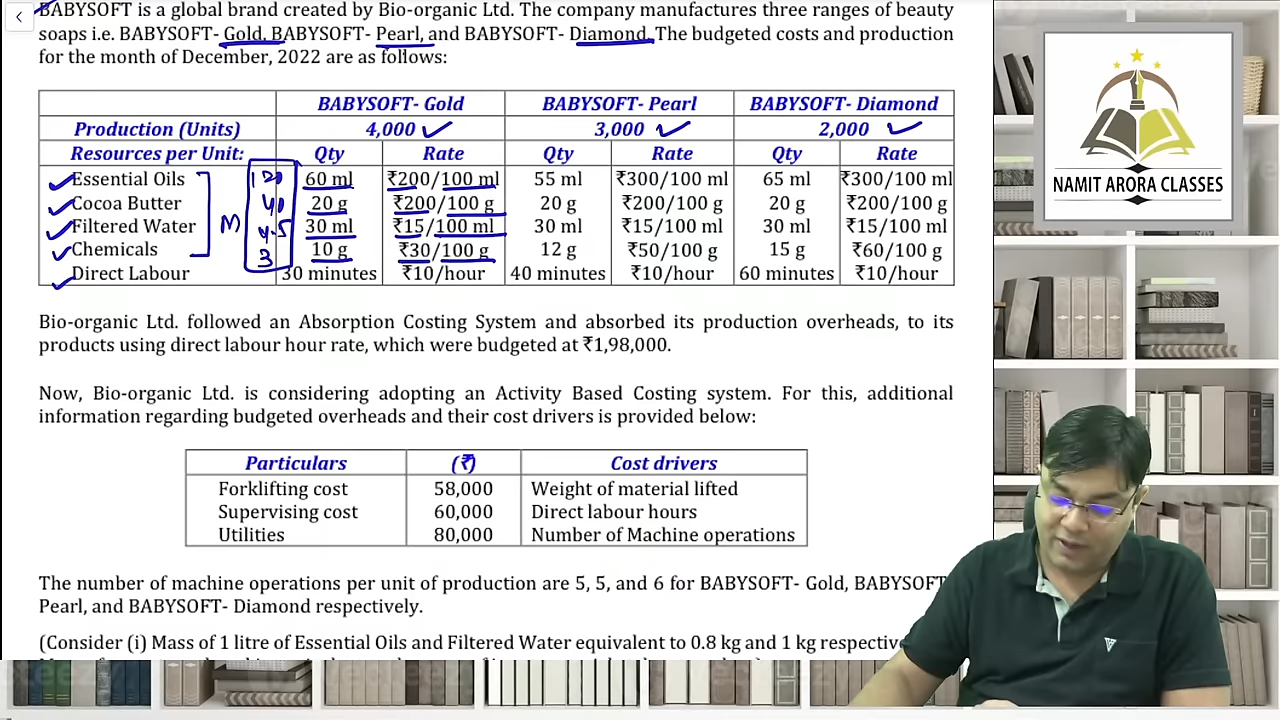 BABYSOFT is a global brand created by Bio-organic Ltd. The company manufactures three ranges of beauty
soaps i.e. BABYSOFT- Gold, BABYSOFT- Pearl, and BABYSOFT- Diamond. The budgeted costs and production
for the month of December, 2022 are as follows:
BABYSOFT- Gold BABYSOFT- Pearl BABYSOFT- Diamond
Production (Units) 4,000 3,000 2,000
Resources per Unit: Qty Rate Qty Rate Qty Rate
Essential Oils 120 60 ml ₹200/100 ml 55 ml ₹300/100 ml 65 ml ₹300/100 ml
Cocoa Butter 40 20 g ₹200/100 g 20 g ₹200/100 g 20 g ₹200/100 g
Filtered Water M 4.5 30 ml ₹15/100 ml 30 ml ₹15/100 ml 30 ml ₹15/100 ml
Chemicals 3 10 g ₹30/100 g 12 g ₹50/100 g 15 g ₹60/100 g
Direct Labour 30 minutes ₹10/hour 40 minutes ₹10/hour 60 minutes ₹10/hour
Bio-organic Ltd. followed an Absorption Costing System and absorbed its production overheads, to its
products using direct labour hour rate, which were budgeted at ₹1,98,000.
Now, Bio-organic Ltd. is considering adopting an Activity Based Costing system. For this, additional
information regarding budgeted overheads and their cost drivers is provided below:
Particulars (₹) Cost drivers
Forklifting cost 58,000 Weight of material lifted
Supervising cost 60,000 Direct labour hours
Utilities 80,000 Number of Machine operations
The number of machine operations per unit of production are 5, 5, and 6 for BABYSOFT- Gold, BABYSOFT
Pearl, and BABYSOFT- Diamond respectively.
(Consider (i) Mass of 1 litre of Essential Oils and Filtered Water equivalent to 0.8 kg and 1 kg respective
NAMIT ARORA CLASSES